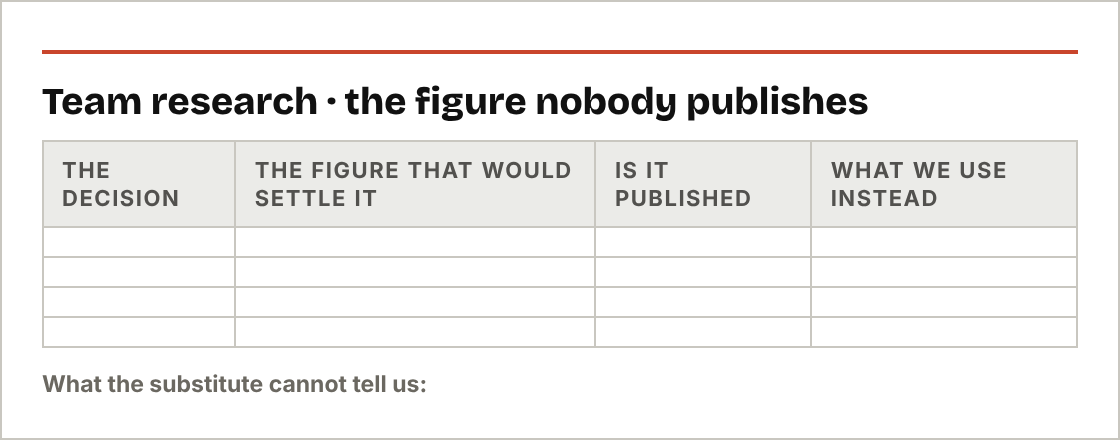 Team research · the figure nobody publishes
THE DECISION
THE FIGURE THAT WOULD SETTLE IT
IS IT PUBLISHED
WHAT WE USE INSTEAD
What the substitute cannot tell us: